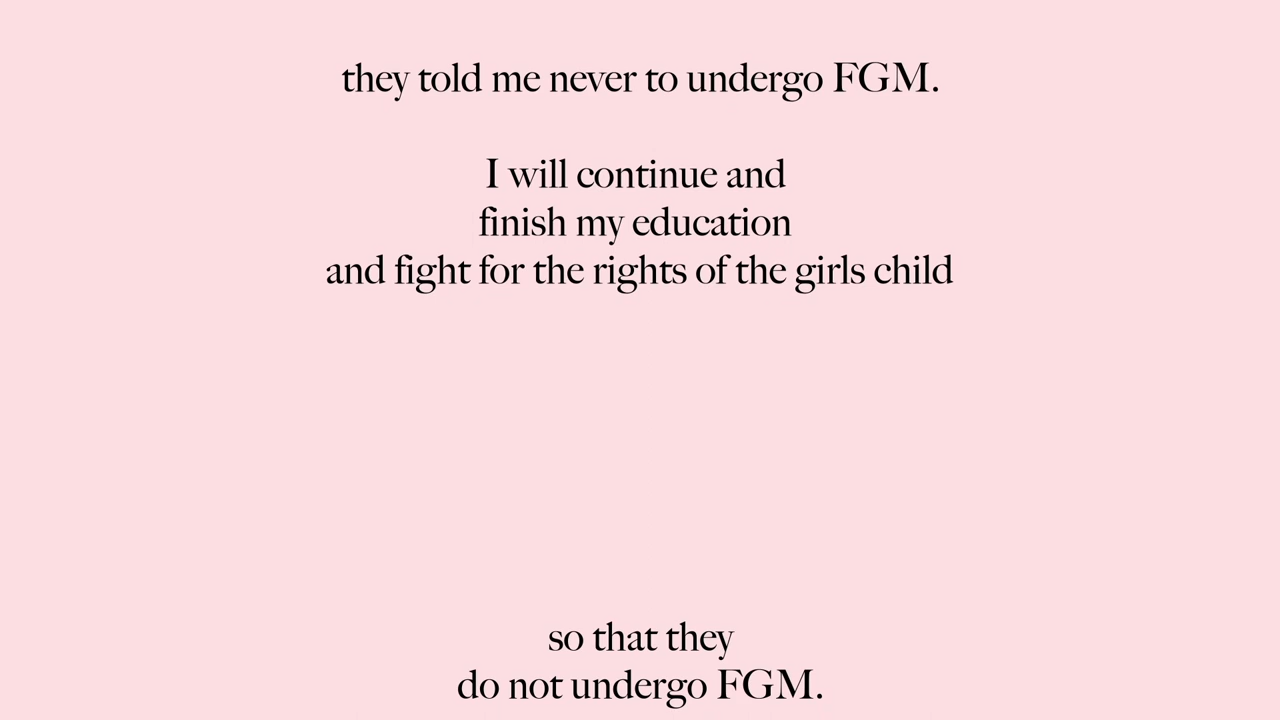 they told me never to undergo FGM.
I will continue and
finish my education
and fight for the rights of the girls child
so that they
do not undergo FGM.